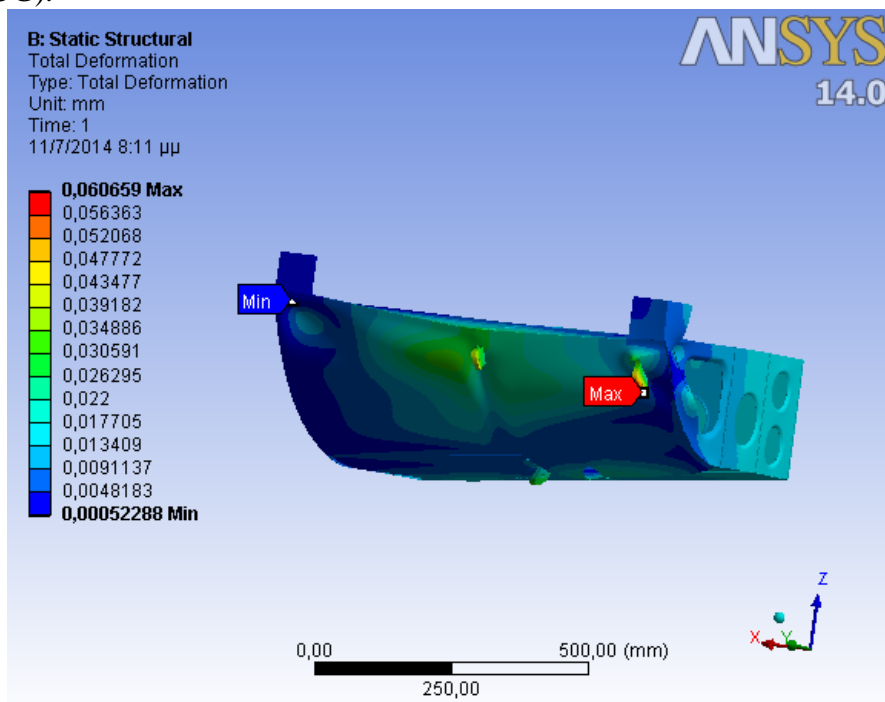 B: Static Structural
Total Deformation
Type: Total Deformation
Unit: mm
Time: 1
11/7/2014 8:11 μμ
ANSYS
14.0
0,060659 Max
0,056363
0,052068
0,047772
0,043477
0,039182
0,034886
0,030591
0,026295
0,022
0,017705
0,013409
0,0091137
0,0048183
0,00052288 Min
Min
Max
0,00
500,00 (mm)
250,00
Z
X
Y